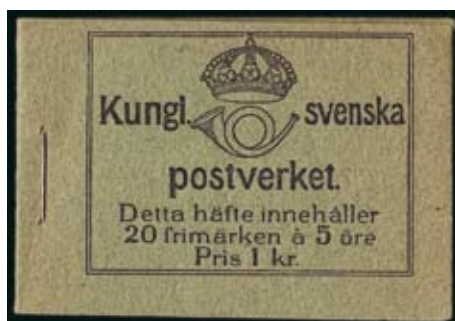 Kungl. svenska
postverket.
Detta häfte innehåller
20 frimärken à 5 öre
Pris 1 kr.